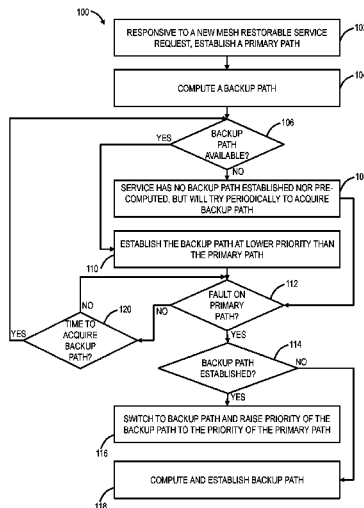 100
RESPONSIVE TO A NEW MESH RESTORABLE SERVICE
REQUEST, ESTABLISH A PRIMARY PATH
COMPUTE A BACKUP PATH
106
BACKUP
PATH
AVAILABLE?
YES
NO
SERVICE HAS NO BACKUP PATH ESTABLISHED NOR PRE-
COMPUTED, BUT WILL TRY PERIODICALLY TO ACQUIRE
BACKUP PATH
ESTABLISH THE BACKUP PATH AT LOWER PRIORITY THAN
THE PRIMARY PATH
110
112
FAULT ON
PRIMARY
PATH?
NO
YES
120
NO
TIME TO
ACQUIRE
BACKUP
PATH?
YES
114
BACKUP PATH
ESTABLISHED?
NO
YES
SWITCH TO BACKUP PATH AND RAISE PRIORITY OF THE
BACKUP PATH TO THE PRIORITY OF THE PRIMARY PATH
116
COMPUTE AND ESTABLISH BACKUP PATH